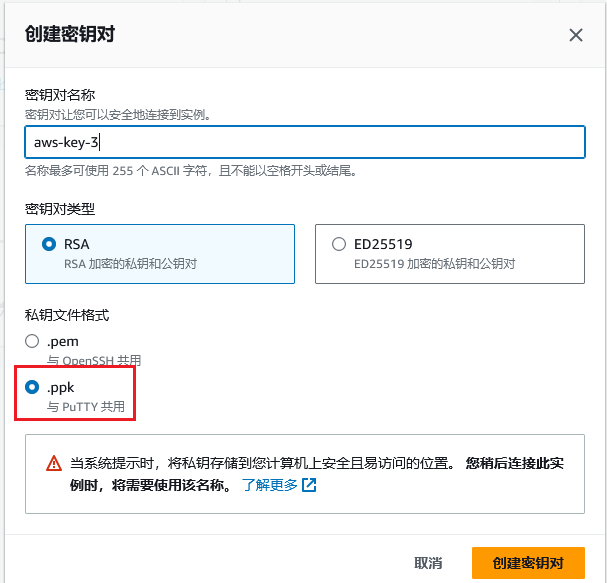 创建密钥对
密钥对名称
密钥对让您可以安全地连接到实例。
aws-key-3
名称最多可使用 255 个 ASCII 字符，且不能以空格开头或结尾。
密钥对类型
RSA
RSA 加密的私钥和公钥对
ED25519
ED25519 加密的私钥和公钥对
私钥文件格式
.pem
与 OpenSSH 共用
.ppk
与 PuTTY 共用
当系统提示时，将私钥存储到您计算机上安全且易访问的位置。 您稍后连接此实
例时，将需要使用该名称。 了解更多
取消
创建密钥对